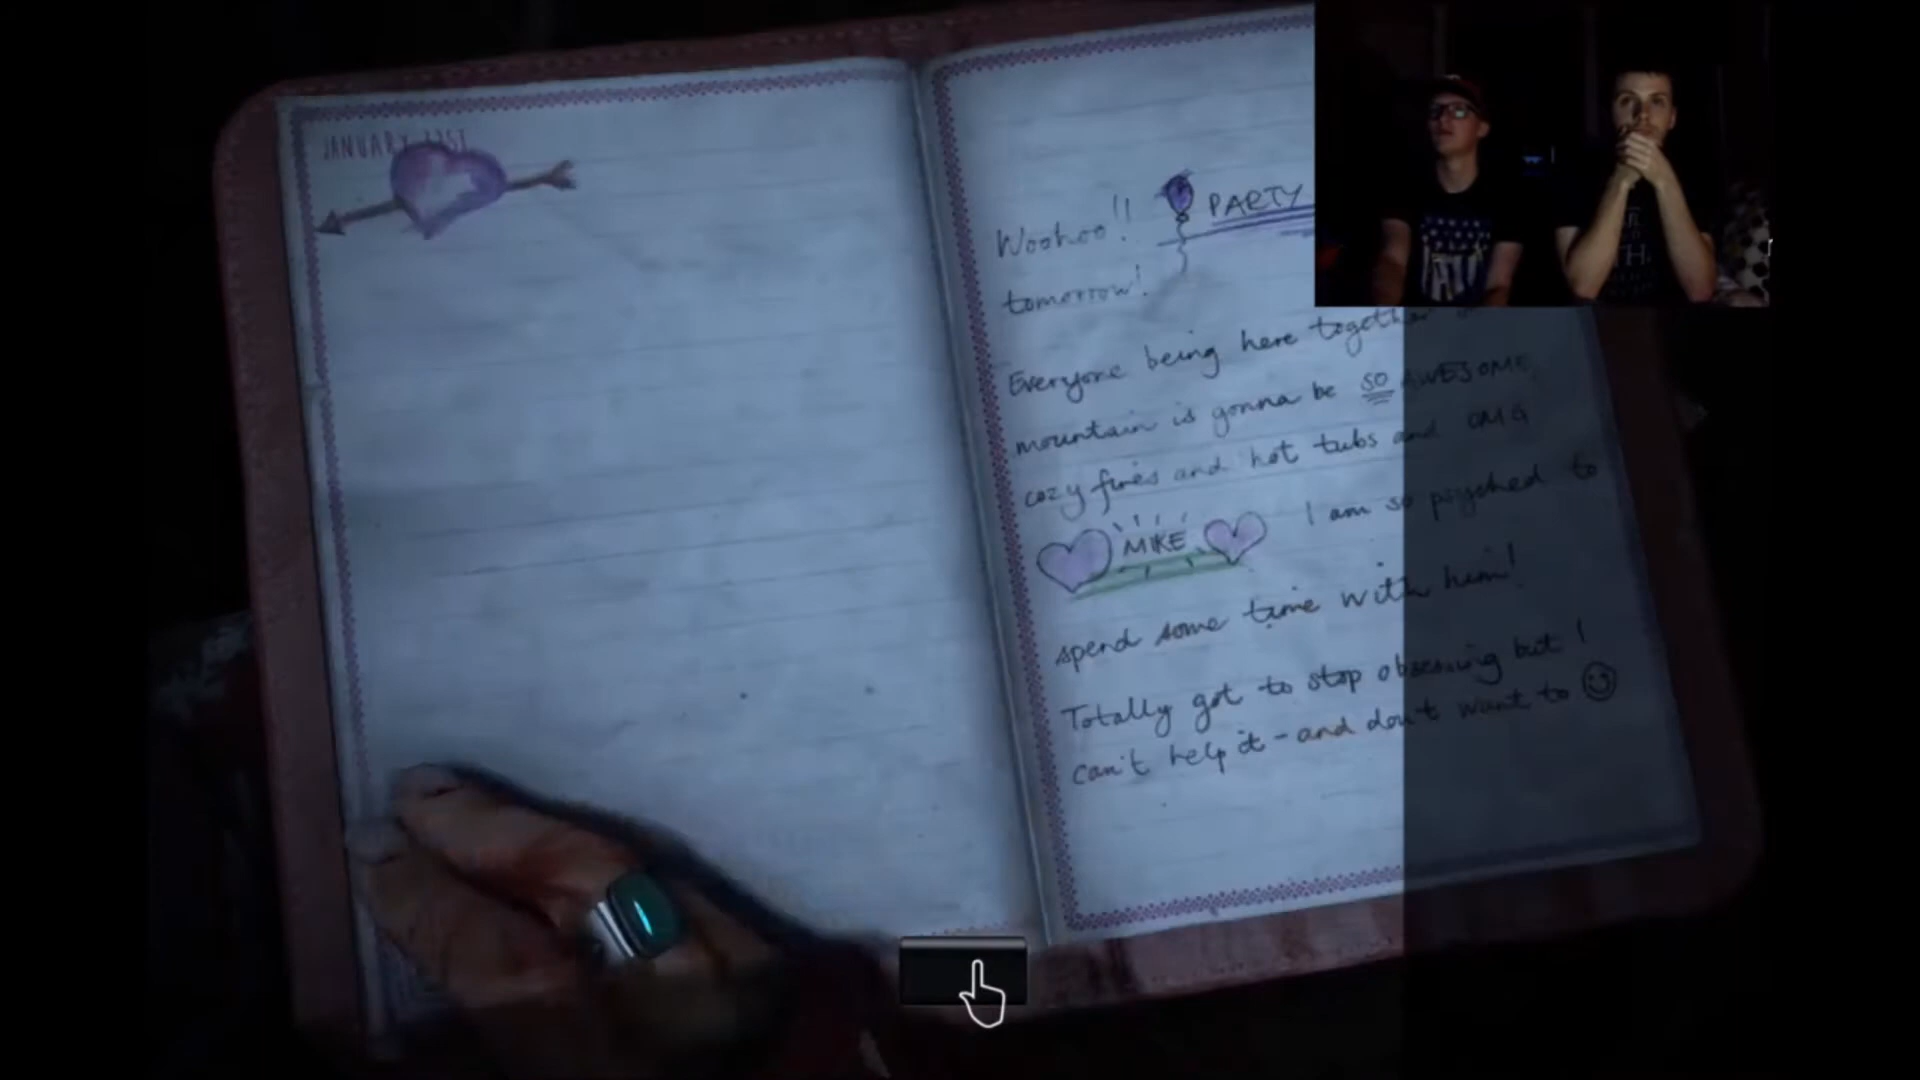 JANUARY 21ST
Woohoo!! PARTY
tomorrow!
Everyone being here together
mountain is gonna be SO AWESOME,
cozy fires and hot tubs and OMG
MIKE I am so psyched to
spend some time with him!
Totally got to stop obsessing but I
can't help it - and don't want to